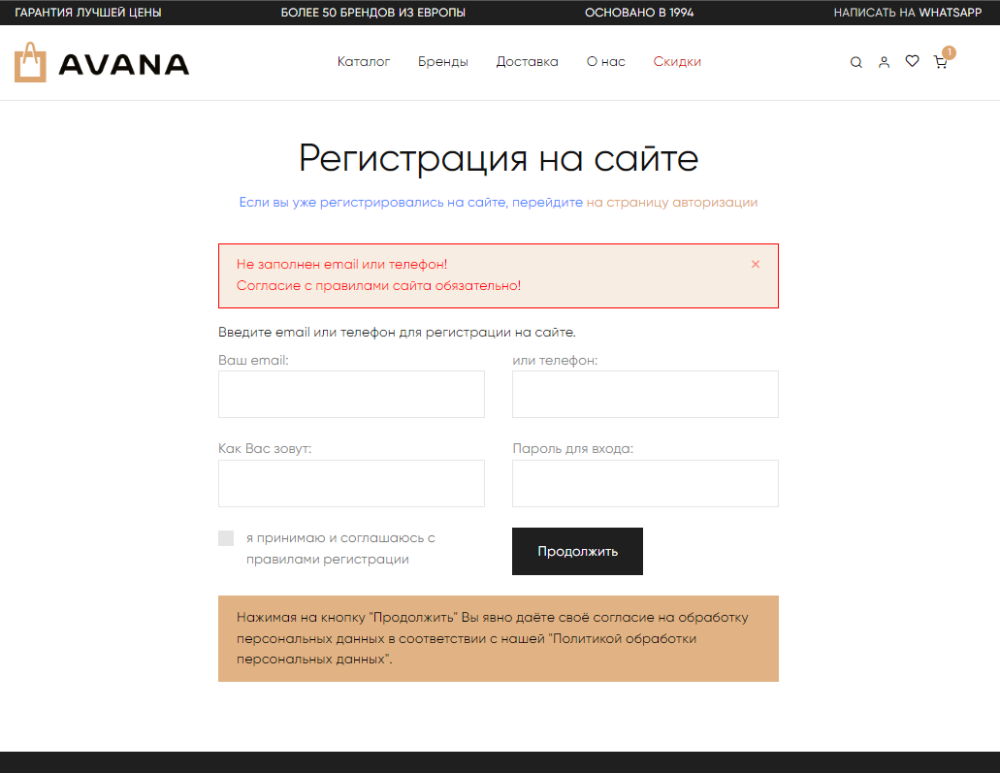 ГАРАНТИЯ ЛУЧШЕЙ ЦЕНЫ
БОЛЕЕ 50 БРЕНДОВ ИЗ ЕВРОПЫ
ОСНОВАНО В 1994
НАПИСАТЬ НА WHATSAPP
AVANA
Каталог
Бренды
Доставка
О нас
Скидки
1
Регистрация на сайте
Если вы уже регистрировались на сайте, перейдите на страницу авторизации
Не заполнен email или телефон!
Согласие с правилами сайта обязательно!
Введите email или телефон для регистрации на сайте.
Ваш email:
или телефон:
Как Вас зовут:
Пароль для входа:
я принимаю и соглашаюсь с
правилами регистрации
Продолжить
Нажимая на кнопку "Продолжить" Вы явно даёте своё согласие на обработку
персональных данных в соответствии с нашей "Политикой обработки
персональных данных".